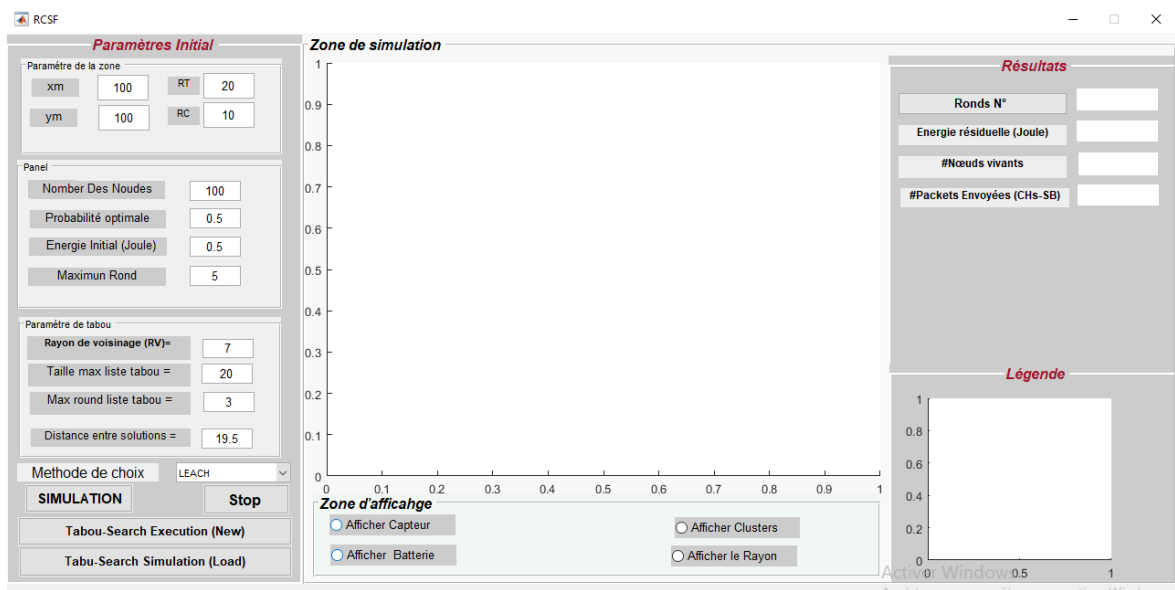 RCSF
Paramètres Initial
Paramétre de la zone
xm 100 RT 20
ym 100 RC 10
Panel
Nomber Des Noudes 100
Probabilité optimale 0.5
Energie Initial (Joule) 0.5
Maximun Rond 5
Paramétre de tabou
Rayon de voisinage (RV)= 7
Taille max liste tabou = 20
Max round liste tabou = 3
Distance entre solutions = 19.5
Methode de choix LEACH
SIMULATION Stop
Tabou-Search Execution (New)
Tabu-Search Simulation (Load)
Zone de simulation
1
0.9
0.8
0.7
0.6
0.5
0.4
0.3
0.2
0.1
0
0 0.1 0.2 0.3 0.4 0.5 0.6 0.7 0.8 0.9 1
Zone d'afficahge
Afficher Capteur Afficher Clusters
Afficher Batterie Afficher le Rayon
Résultats
Ronds N°
Energie résiduelle (Joule)
#Nœuds vivants
#Packets Envoyées (CHs-SB)
Légende
1
0.8
0.6
0.4
0.2
0
0 0.5 1
Activer Windows